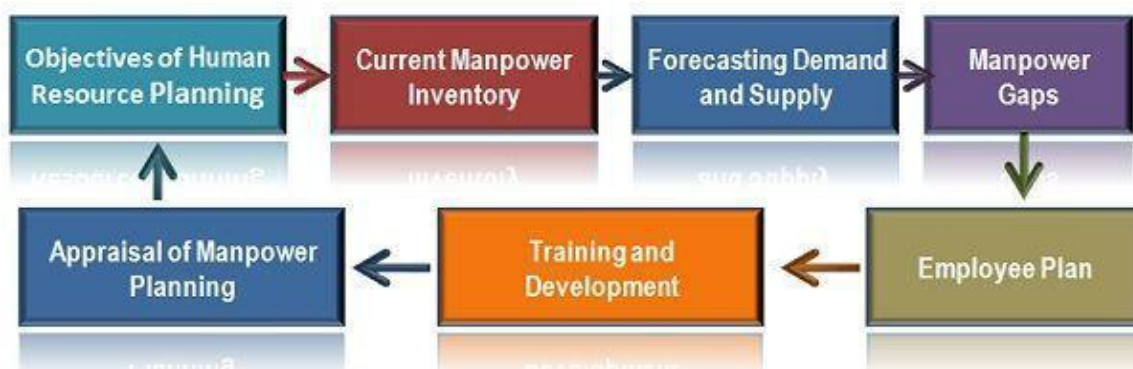 Objectives of Human
Resource Planning
Current Manpower
Inventory
Forecasting Demand
and Supply
Manpower
Gaps
Employee Plan
Training and
Development
Appraisal of Manpower
Planning